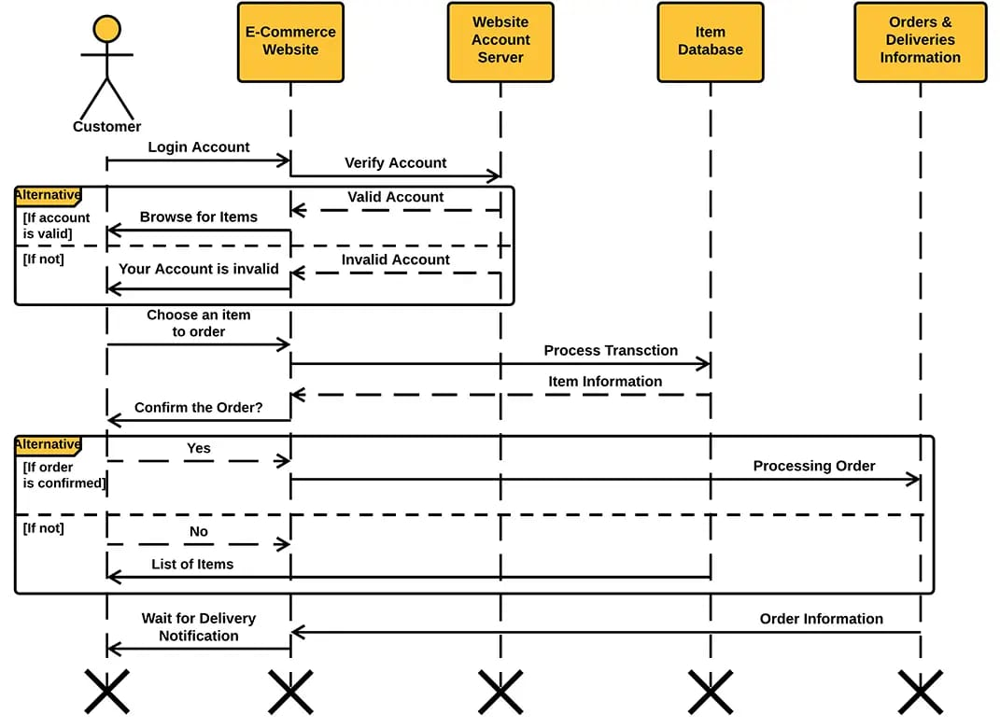 E-Commerce
Website
Website
Account
Server
Item
Database
Orders &
Deliveries
Information
Customer
Login Account
Verify Account
Alternative
Valid Account
[If account
is valid]
Browse for Items
[If not]
Invalid Account
Your Account is invalid
Choose an item
to order
Process Transction
Item Information
Confirm the Order?
Alternative
Yes
[If order
is confirmed]
Processing Order
[If not]
No
List of Items
Wait for Delivery
Notification
Order Information